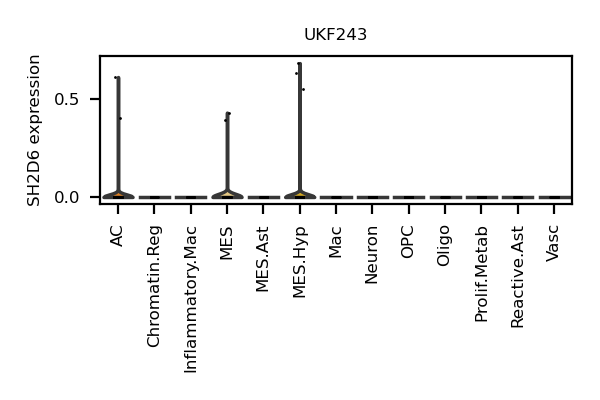 UKF243
SH2D6 expression
0.5
0.0
AC
Chromatin.Reg
Inflammatory.Mac
MES
MES.Ast
MES.Hyp
Mac
Neuron
OPC
Oligo
Prolif.Metab
Reactive.Ast
Vasc